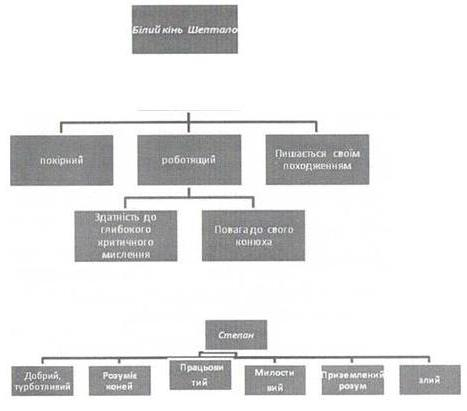 Білий кінь Шептало
покірний
роботящий
Пишається своїм
походженням
Здатність до
глибокого
критичного
мислення
Повага до свого
конюха
Степан
Добрий,
турботливий
Розуміє
коней
Працьови
тий
Милости
вий
Приземлений
розум
злий